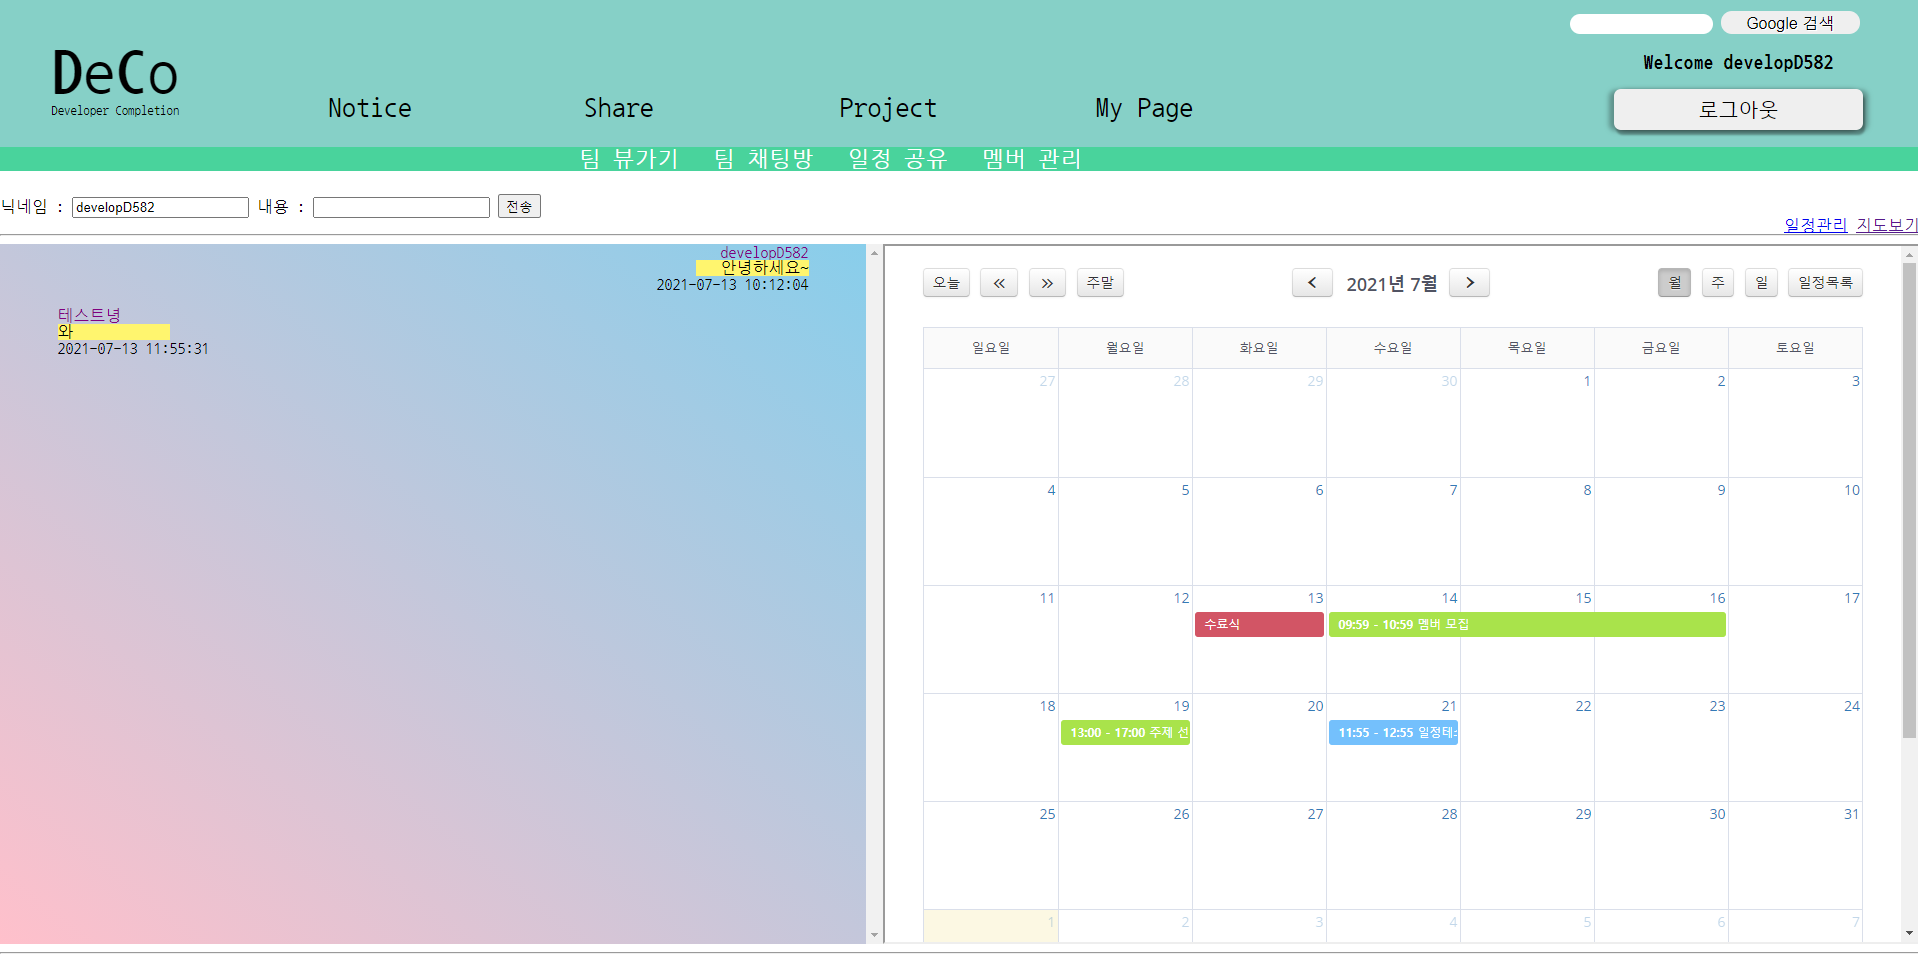 Google 검색
DeCo
Developer Completion
Welcome developD582
Notice Share Project My Page
로그아웃
팀 뷰가기 팀 채팅방 일정 공유 멤버 관리
닉네임 : developD582 내용 : 전송
일정관리 지도보기
developD582
안녕하세요~
2021-07-13 10:12:04
테스트녕
와
2021-07-13 11:55:31
오늘 « » 주말 < 2021년 7월 > 월 주 일 일정목록
일요일 월요일 화요일 수요일 목요일 금요일 토요일
27 28 29 30 1 2 3
4 5 6 7 8 9 10
11 12 13 14 15 16 17
수료식 09:59 - 10:59 멤버 모집
18 19 20 21 22 23 24
13:00 - 17:00 주제 선 11:55 - 12:55 일정테
25 26 27 28 29 30 31
1 2 3 4 5 6 7